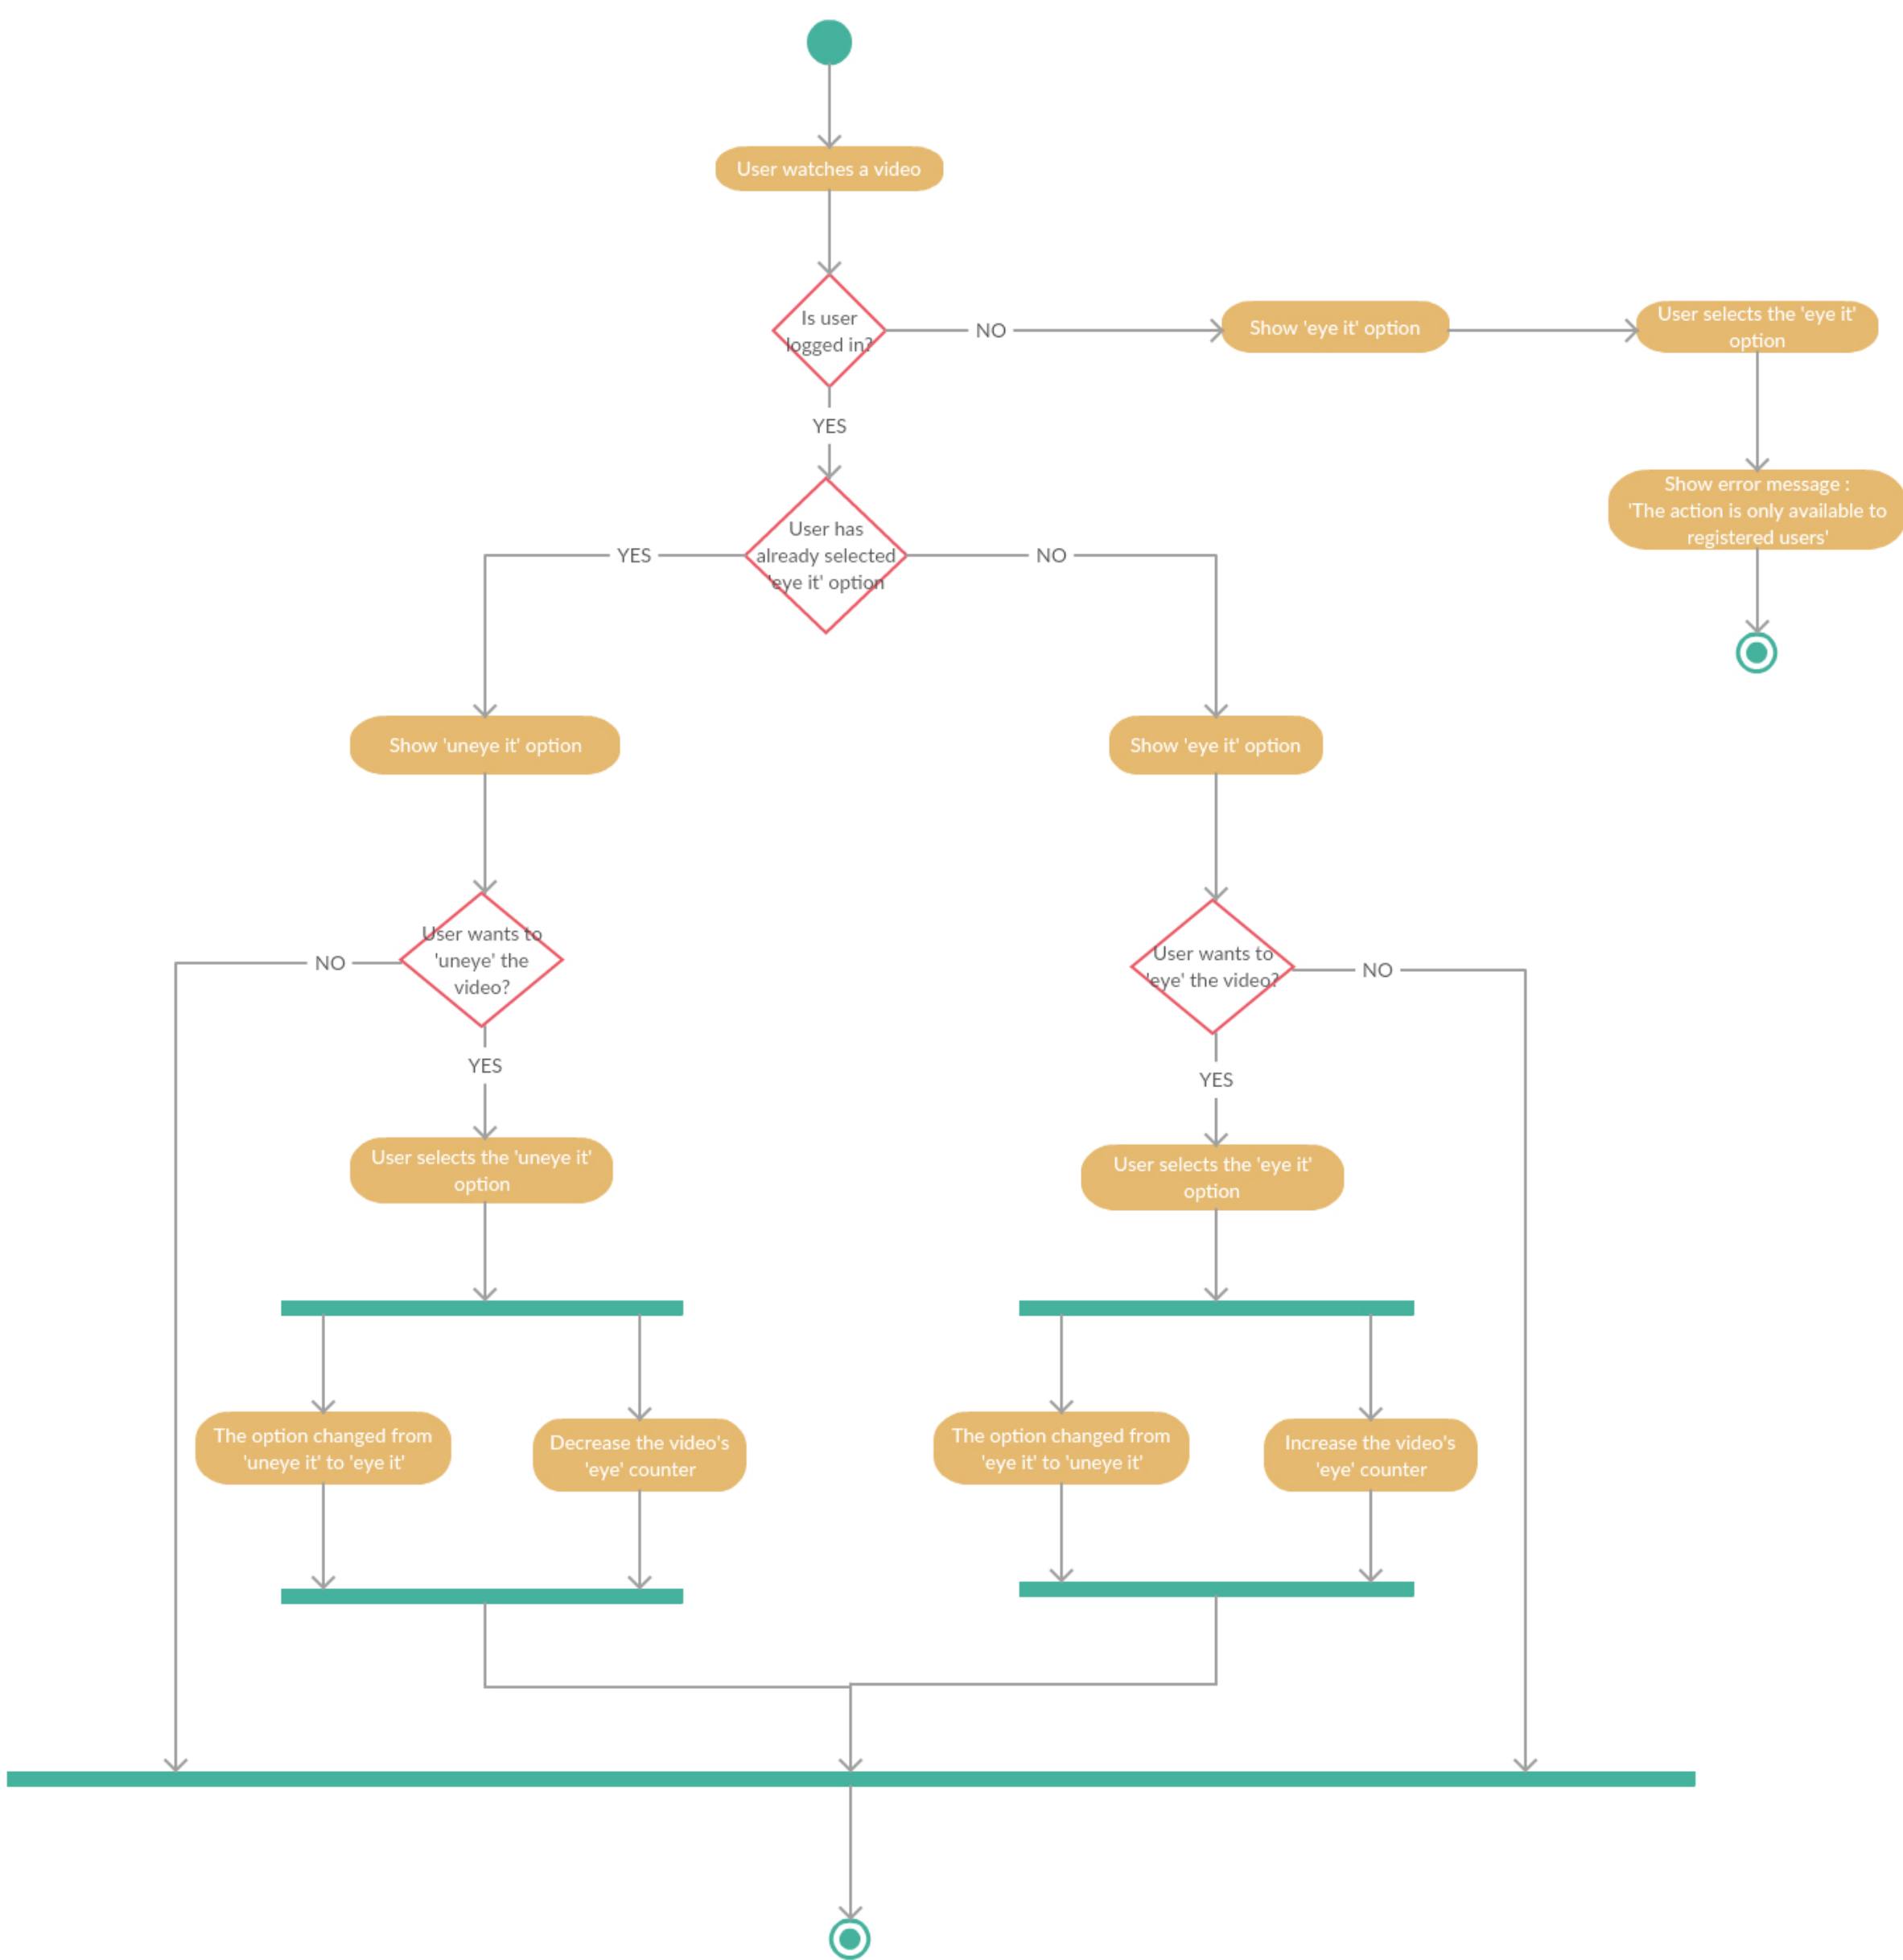 User watches a video
Is user
logged in?
NO
Show 'eye it' option
User selects the 'eye it'
option
YES
Show error message :
'The action is only available to
registered users'
User has
already selected
'eye it' option
YES
NO
Show 'uneye it' option
Show 'eye it' option
User wants to
'uneye' the
video?
NO
User wants to
'eye' the video?
NO
YES
YES
User selects the 'uneye it'
option
User selects the 'eye it'
option
The option changed from
'uneye it' to 'eye it'
Decrease the video's
'eye' counter
The option changed from
'eye it' to 'uneye it'
Increase the video's
'eye' counter